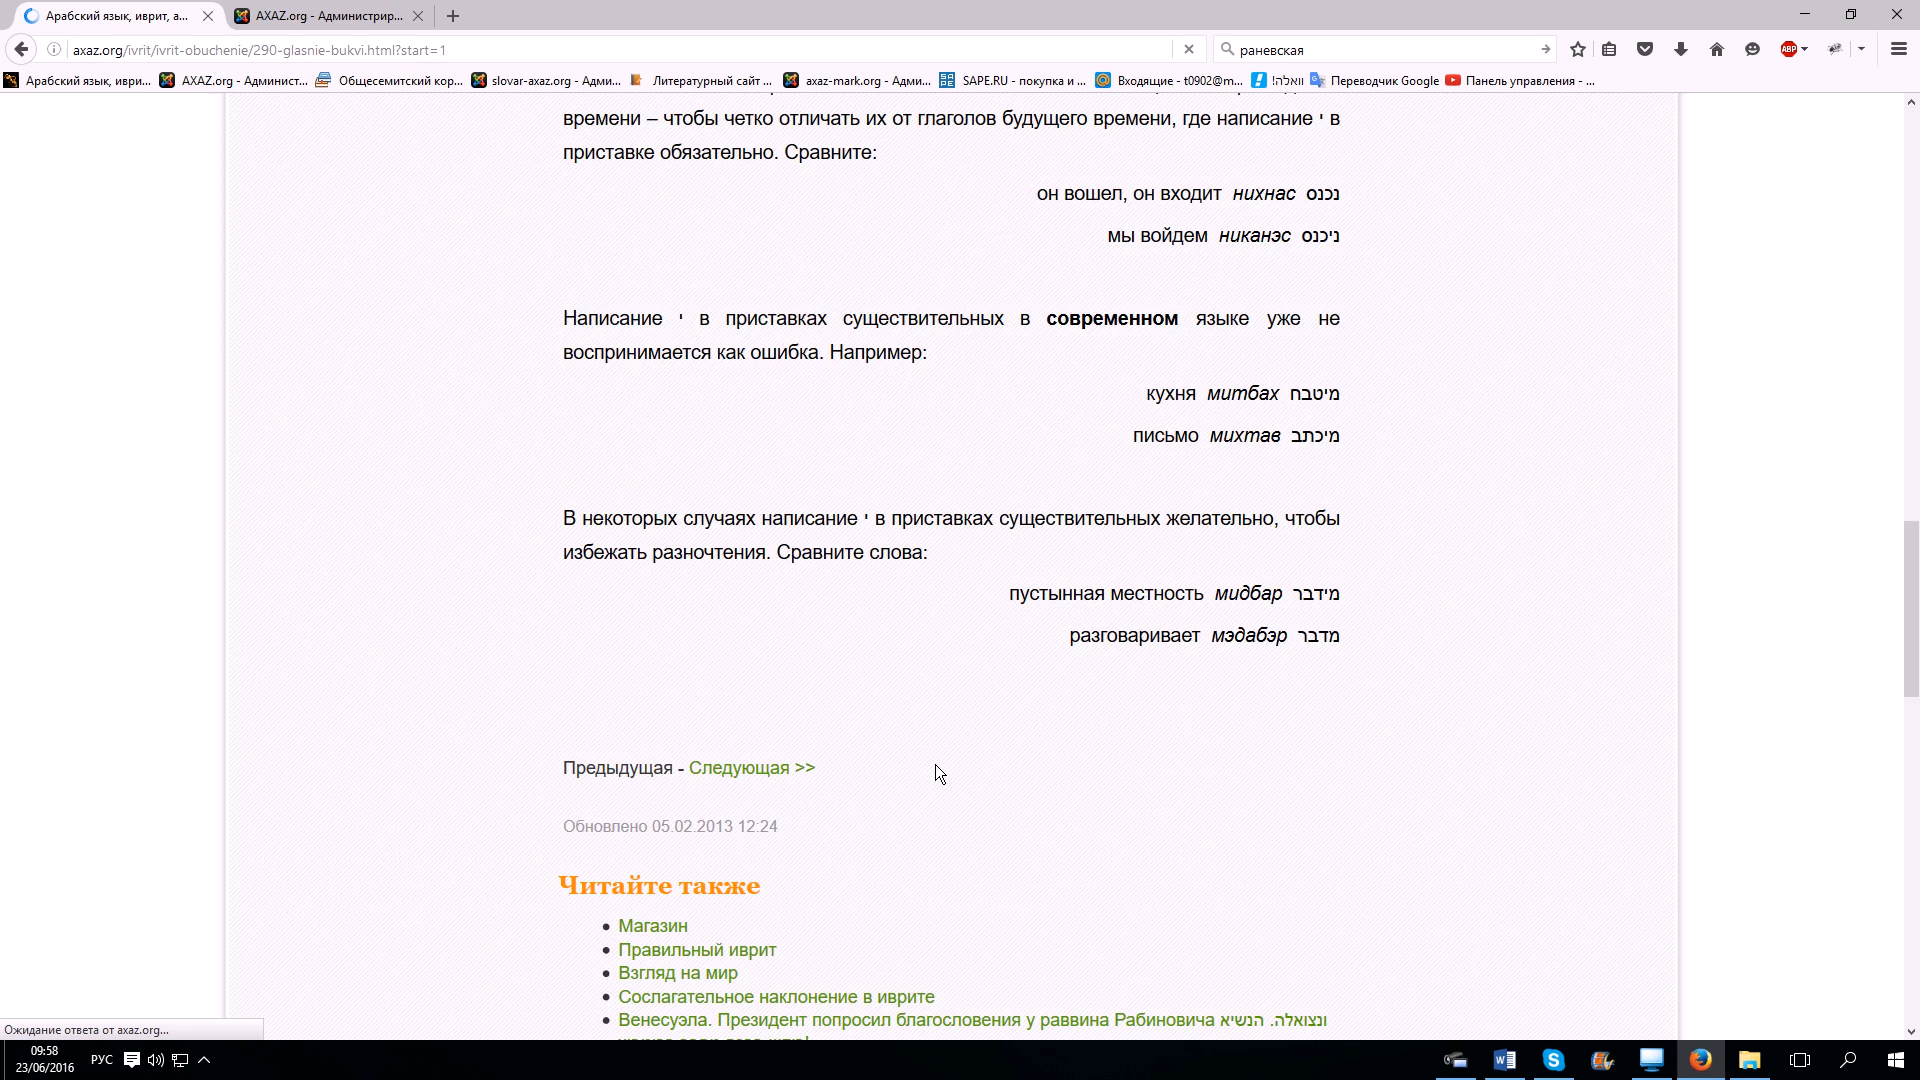 Арабский язык, иврит, а...
AXAZ.org - Администрир...
axaz.org/ivrit/ivrit-obuchenie/290-glasnie-bukvi.html?start=1
раневская
ABP
Арабский язык, иври...
AXAZ.org - Админист...
Общесемитский кор...
slovar-axaz.org - Адми...
Литературный сайт ...
axaz-mark.org - Адми...
SAPE.RU - покупка и ...
Входящие - t0902@m...
וואלה!
Переводчик Google
Панель управления - ...
времени – чтобы четко отличать их от глаголов будущего времени, где написание י в
приставке обязательно. Сравните:
он вошел, он входит нихнас נכנס
мы войдем никанэс ניכנס
Написание י в приставках существительных в современном языке уже не
воспринимается как ошибка. Например:
кухня митбах מיטבח
письмо михтав מיכתב
В некоторых случаях написание י в приставках существительных желательно, чтобы
избежать разночтения. Сравните слова:
пустынная местность мидбар מידבר
разговаривает мэдабэр מדבר
Предыдущая - Следующая >>
Обновлено 05.02.2013 12:24
Читайте также
Магазин
Правильный иврит
Взгляд на мир
Сослагательное наклонение в иврите
Венесуэла. Президент попросил благословения у раввина Рабиновича ונצואלה. הנשיא
Ожидание ответа от axaz.org...
09:58
23/06/2016
РУС